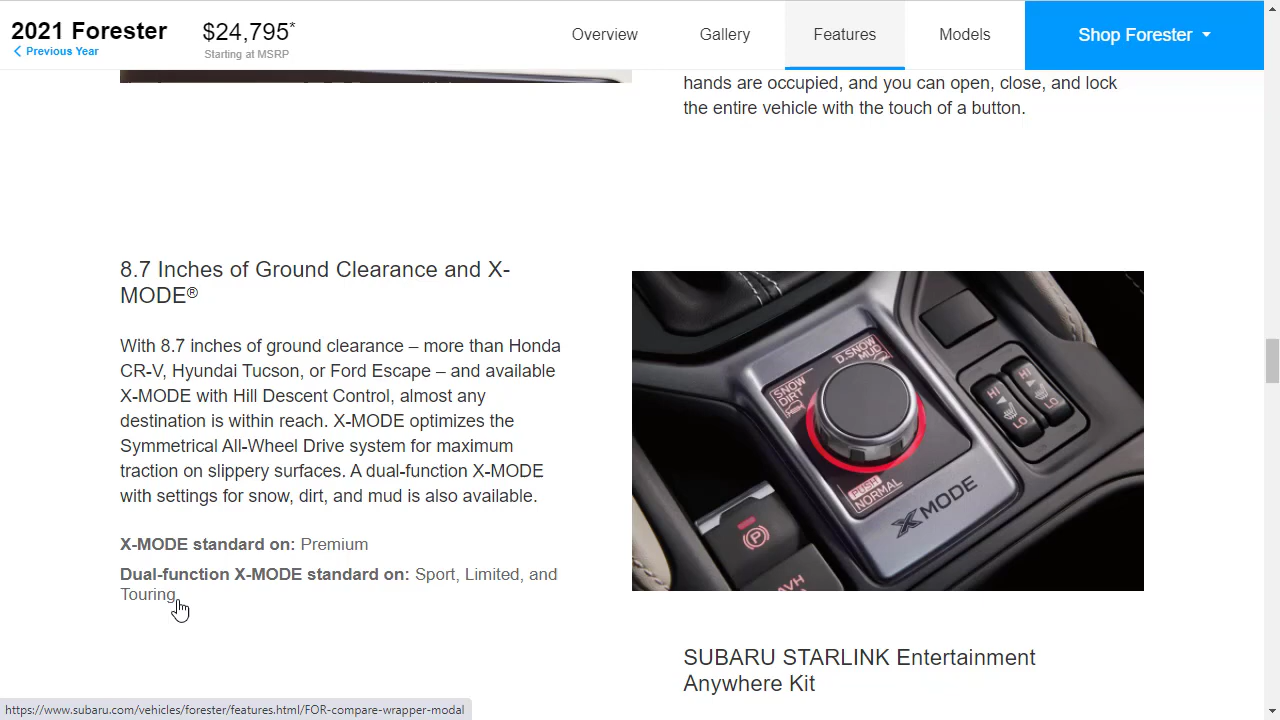 2021 Forester
Previous Year
$24,795*
Starting at MSRP
Overview
Gallery
Features
Models
Shop Forester
hands are occupied, and you can open, close, and lock
the entire vehicle with the touch of a button.
8.7 Inches of Ground Clearance and X-
MODE®
With 8.7 inches of ground clearance – more than Honda
CR-V, Hyundai Tucson, or Ford Escape – and available
X-MODE with Hill Descent Control, almost any
destination is within reach. X-MODE optimizes the
Symmetrical All-Wheel Drive system for maximum
traction on slippery surfaces. A dual-function X-MODE
with settings for snow, dirt, and mud is also available.
X-MODE standard on: Premium
Dual-function X-MODE standard on: Sport, Limited, and
Touring
D.SNOW
MUD
SNOW
DIRT
PUSH
NORMAL
X MODE
HI
LO
HI
LO
AVH
SUBARU STARLINK Entertainment
Anywhere Kit
https://www.subaru.com/vehicles/forester/features.html/FOR-compare-wrapper-modal